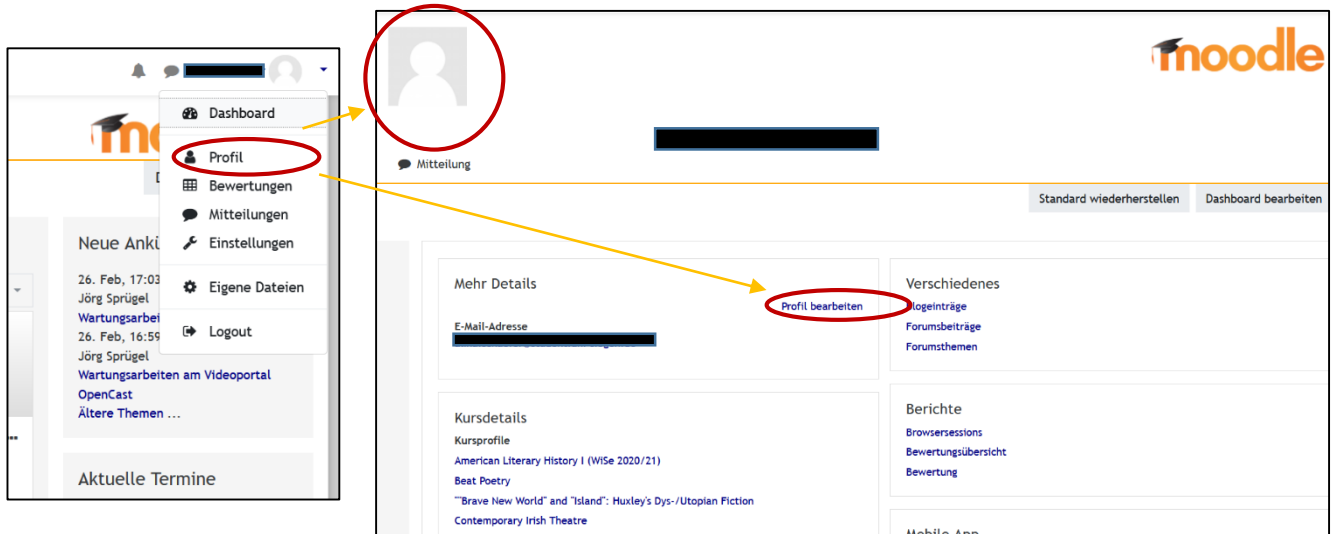 Dashboard
Profil
Bewertungen
Mitteilungen
Einstellungen
Eigene Dateien
Logout
Neue Ankü
26. Feb, 17:03
Jörg Sprügel
Wartungsarbei
26. Feb, 16:59
Jörg Sprügel
Wartungsarbeiten am Videoportal
OpenCast
Ältere Themen ...
Aktuelle Termine
moodle
Mitteilung
Standard wiederherstellen Dashboard bearbeiten
Mehr Details
Profil bearbeiten
E-Mail-Adresse
Kursdetails
Kursprofile
American Literary History I (WiSe 2020/21)
Beat Poetry
""Brave New World" and "Island": Huxley's Dys-/Utopian Fiction
Contemporary Irish Theatre
Verschiedenes
Blogeinträge
Forumsbeiträge
Forumsthemen
Berichte
Browsersessions
Bewertungsübersicht
Bewertung
Mobile App